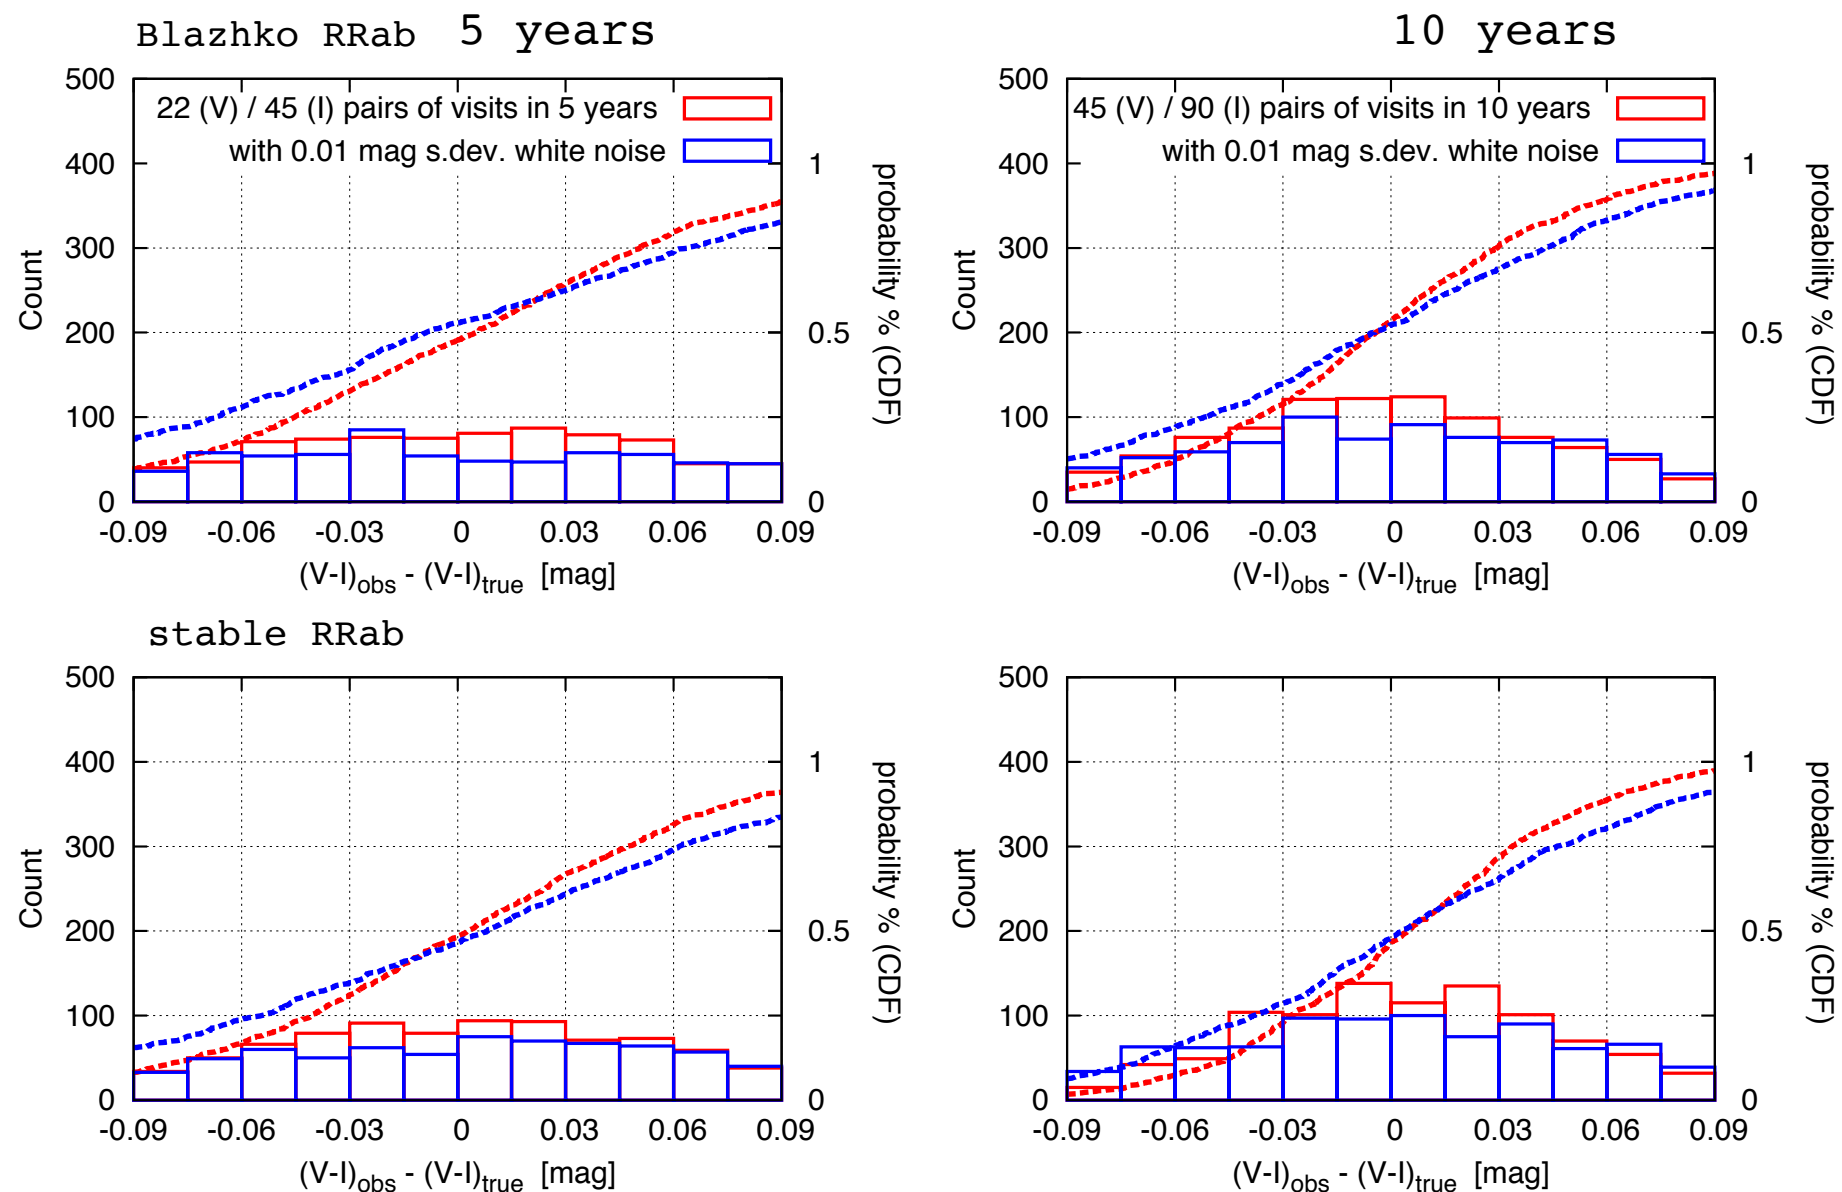 Blazhko RRab 5 years
500
400
300
200
100
0
Count
22 (V) / 45 (I) pairs of visits in 5 years
with 0.01 mag s.dev. white noise
1
0.5
0
probability % (CDF)
-0.09 -0.06 -0.03 0 0.03 0.06 0.09
(V-I)obs - (V-I)true [mag]
10 years
500
400
300
200
100
0
Count
45 (V) / 90 (I) pairs of visits in 10 years
with 0.01 mag s.dev. white noise
1
0.5
0
probability % (CDF)
-0.09 -0.06 -0.03 0 0.03 0.06 0.09
(V-I)obs - (V-I)true [mag]
stable RRab
500
400
300
200
100
0
Count
1
0.5
0
probability % (CDF)
-0.09 -0.06 -0.03 0 0.03 0.06 0.09
(V-I)obs - (V-I)true [mag]
500
400
300
200
100
0
Count
1
0.5
0
probability % (CDF)
-0.09 -0.06 -0.03 0 0.03 0.06 0.09
(V-I)obs - (V-I)true [mag]